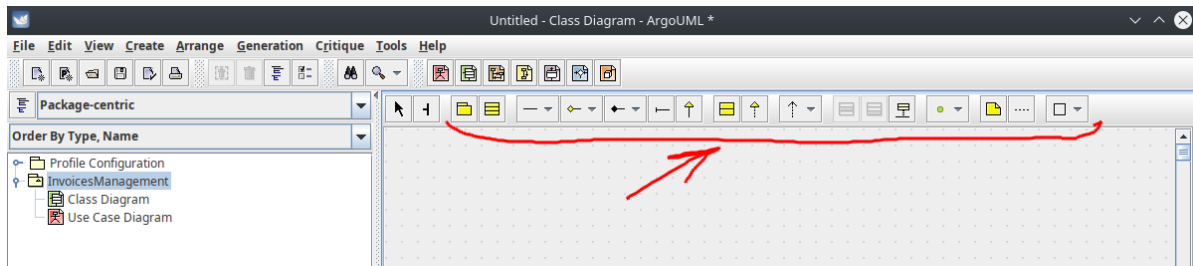 Untitled - Class Diagram - ArgoUML *
File Edit View Create Arrange Generation Critique Tools Help
Package-centric
Order By Type, Name
Profile Configuration
InvoicesManagement
Class Diagram
Use Case Diagram